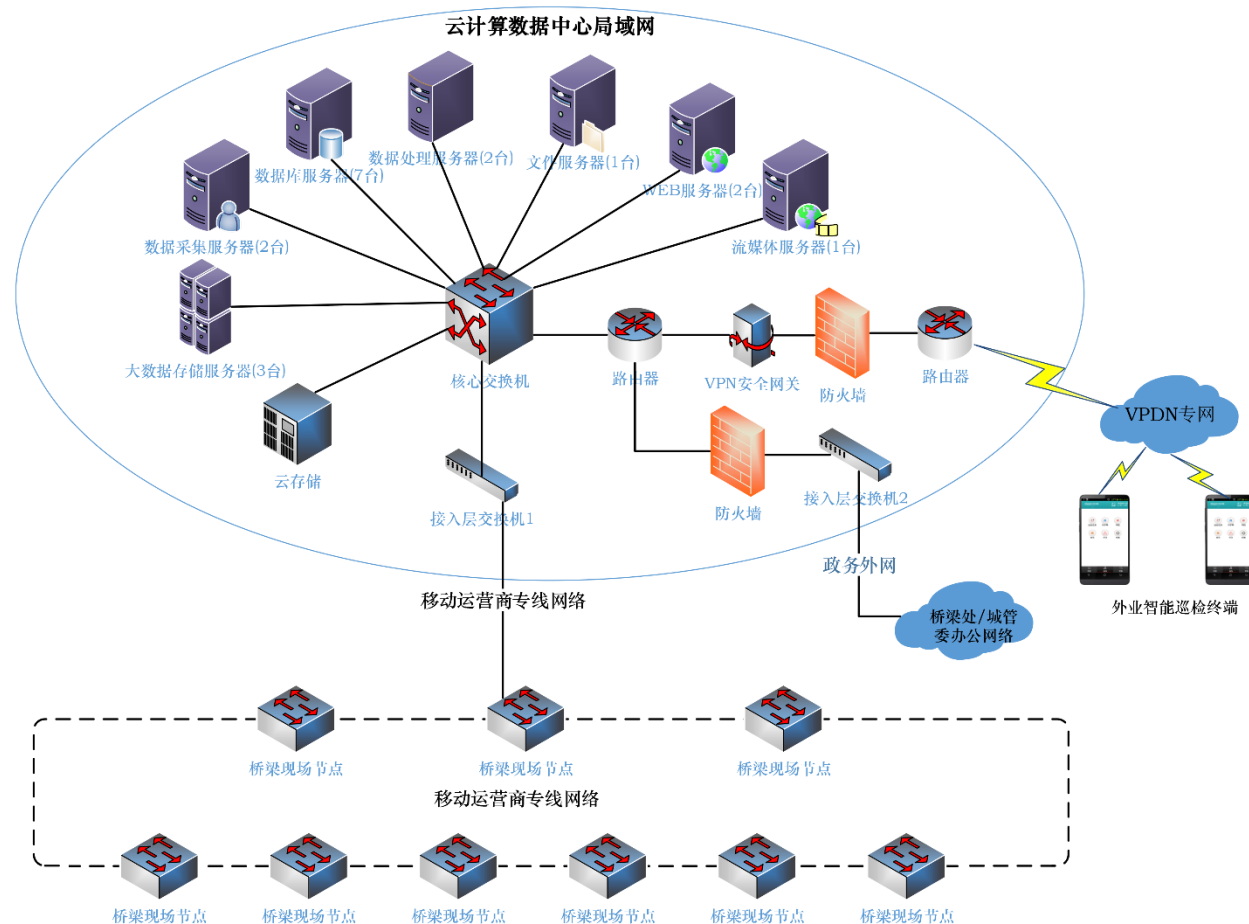 云计算数据中心局域网
数据处理服务器(2台)
文件服务器(1台)
数据库服务器(7台)
WEB服务器(2台)
数据采集服务器(2台)
流媒体服务器(1台)
大数据存储服务器(3台)
核心交换机
路由器
VPN安全网关
防火墙
路由器
VPDN专网
云存储
接入层交换机1
防火墙
接入层交换机2
政务外网
移动运营商专线网络
外业智能巡检终端
桥梁处/城管
委办公网络
桥梁现场节点
桥梁现场节点
桥梁现场节点
移动运营商专线网络
桥梁现场节点
桥梁现场节点
桥梁现场节点
桥梁现场节点
桥梁现场节点
桥梁现场节点